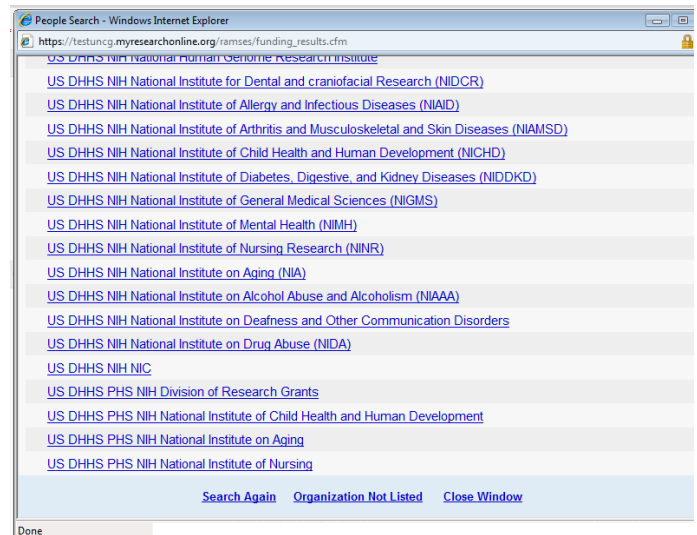 People Search - Windows Internet Explorer
https://testuncg.myresearchonline.org/ramses/funding_results.cfm
US DHHS NIH National Human Genome Research Institute
US DHHS NIH National Institute for Dental and craniofacial Research (NIDCR)
US DHHS NIH National Institute of Allergy and Infectious Diseases (NIAID)
US DHHS NIH National Institute of Arthritis and Musculoskeletal and Skin Diseases (NIAMSD)
US DHHS NIH National Institute of Child Health and Human Development (NICHD)
US DHHS NIH National Institute of Diabetes, Digestive, and Kidney Diseases (NIDDKD)
US DHHS NIH National Institute of General Medical Sciences (NIGMS)
US DHHS NIH National Institute of Mental Health (NIMH)
US DHHS NIH National Institute of Nursing Research (NINR)
US DHHS NIH National Institute on Aging (NIA)
US DHHS NIH National Institute on Alcohol Abuse and Alcoholism (NIAAA)
US DHHS NIH National Institute on Deafness and Other Communication Disorders
US DHHS NIH National Institute on Drug Abuse (NIDA)
US DHHS NIH NIC
US DHHS PHS NIH Division of Research Grants
US DHHS PHS NIH National Institute of Child Health and Human Development
US DHHS PHS NIH National Institute on Aging
US DHHS PHS NIH National Institute of Nursing
Search Again Organization Not Listed Close Window
Done